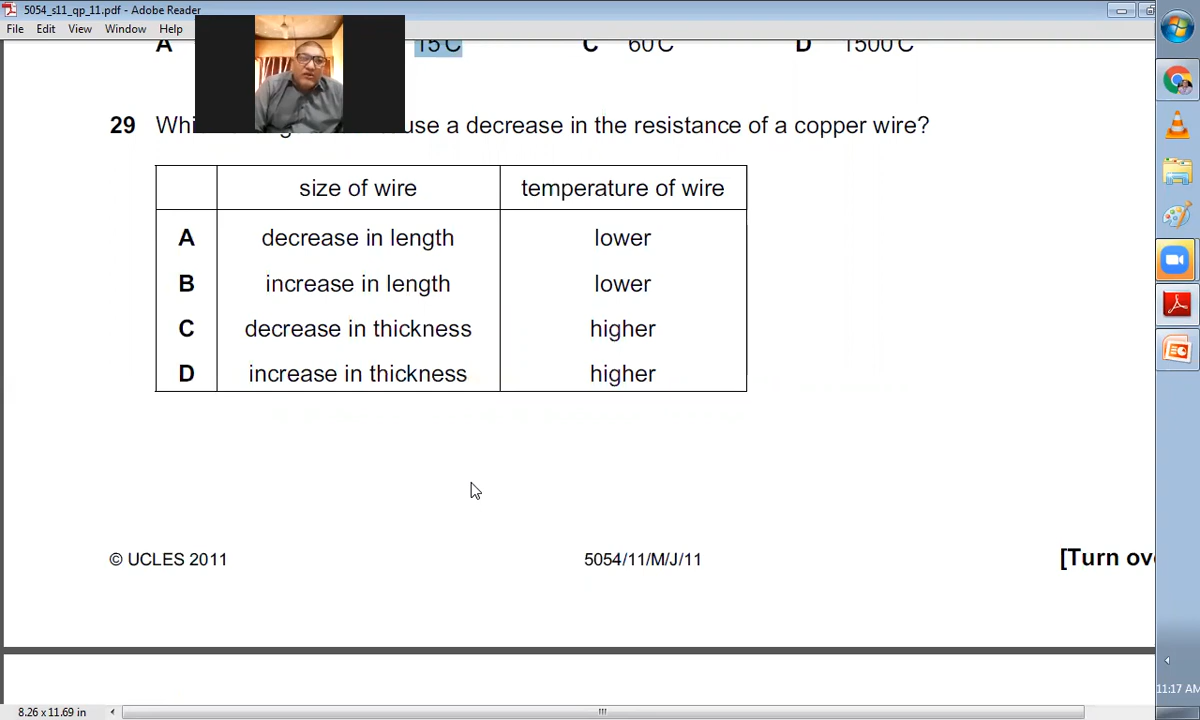 5054_s11_qp_11.pdf - Adobe Reader
File Edit View Window Help
A 15°C C 60°C D 1500°C
29 use a decrease in the resistance of a copper wire?
size of wire temperature of wire
A decrease in length lower
B increase in length lower
C decrease in thickness higher
D increase in thickness higher
© UCLES 2011 5054/11/M/J/11 [Turn
8.26 x 11.69 in
11:17 AM